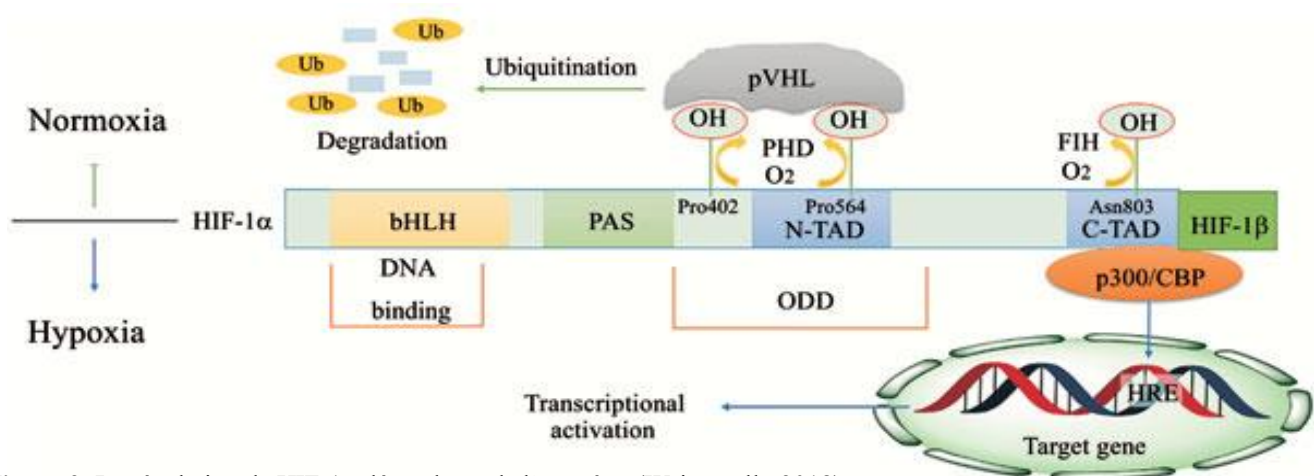 Ub
Ub
Ub
Ub
Degradation
Ubiquitination
pVHL
OH
OH
OH
Normoxia
PHD
O2
FIH
O2
HIF-1α
bHLH
PAS
Pro402
Pro564
N-TAD
Asn803
C-TAD
HIF-1β
DNA
binding
ODD
p300/CBP
Hypoxia
HRE
Transcriptional
activation
Target gene